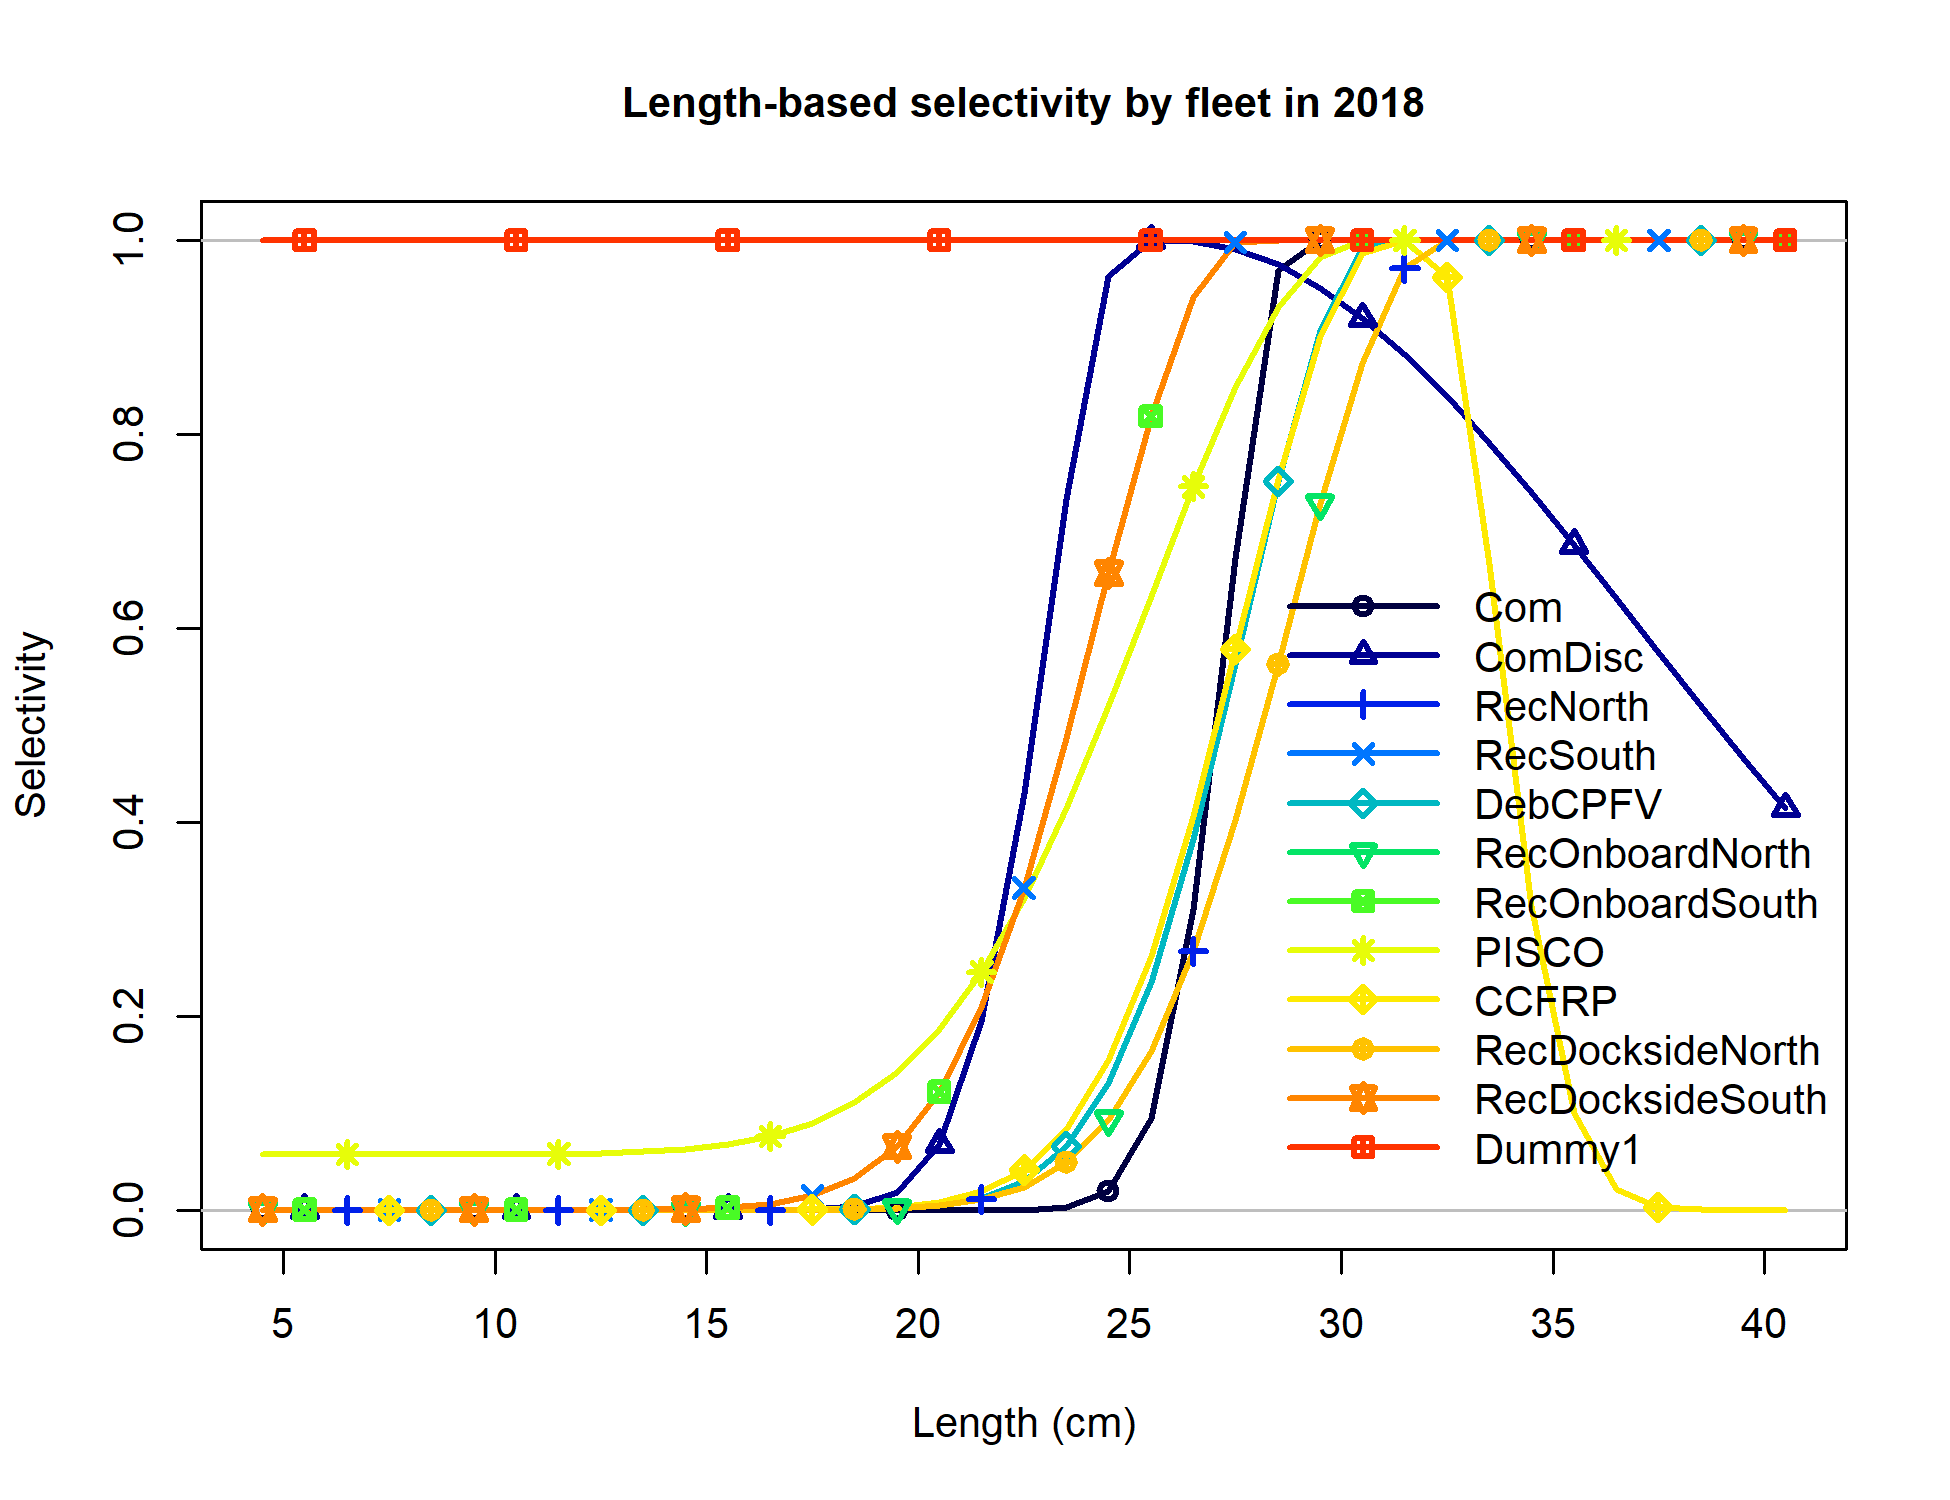 Length-based selectivity by fleet in 2018
Selectivity
1.0
0.8
0.6
0.4
0.2
0.0
Com
ComDisc
RecNorth
RecSouth
DebCPFV
RecOnboardNorth
RecOnboardSouth
PISCO
CCFRP
RecDocksideNorth
RecDocksideSouth
Dummy1
5 10 15 20 25 30 35 40
Length (cm)